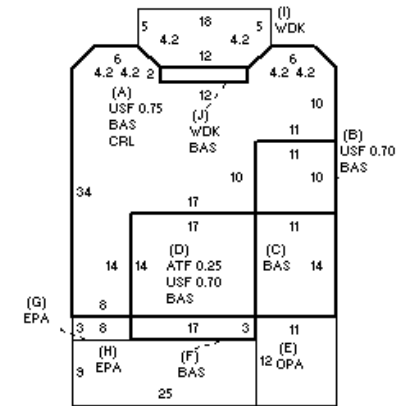 18
(I)
5 5 WDK
4.2 4.2
6 12 6
4.2 4.2 2 4.2 4.2
(A) 12 10
USF 0.75 (J)
BAS WDK 11 (B)
CRL BAS 11 USF 0.70
10 10 BAS
34
17
17 11
(D) (C)
14 14 ATF 0.25 BAS 14
USF 0.70
(G) BAS
EPA 8
3 8 17 3 11
(H) (F) (E)
EPA BAS 12 OPA
9
25